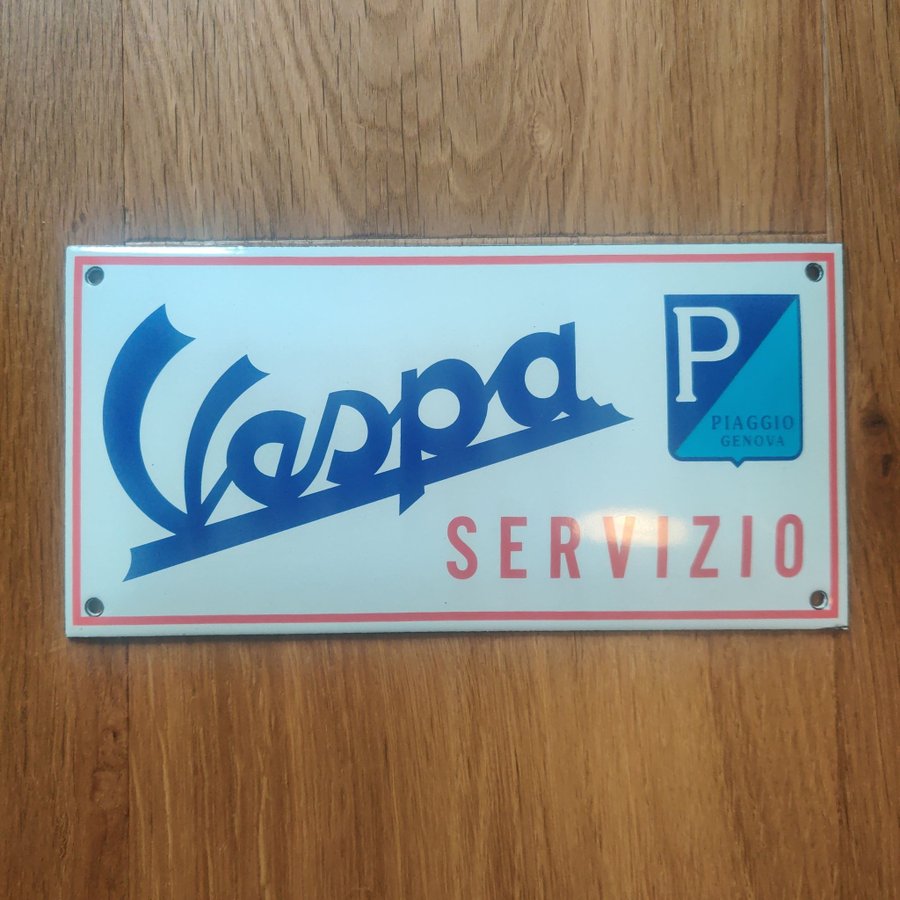 Vespa
P
PIAGGIO
GENOVA
SERVIZIO